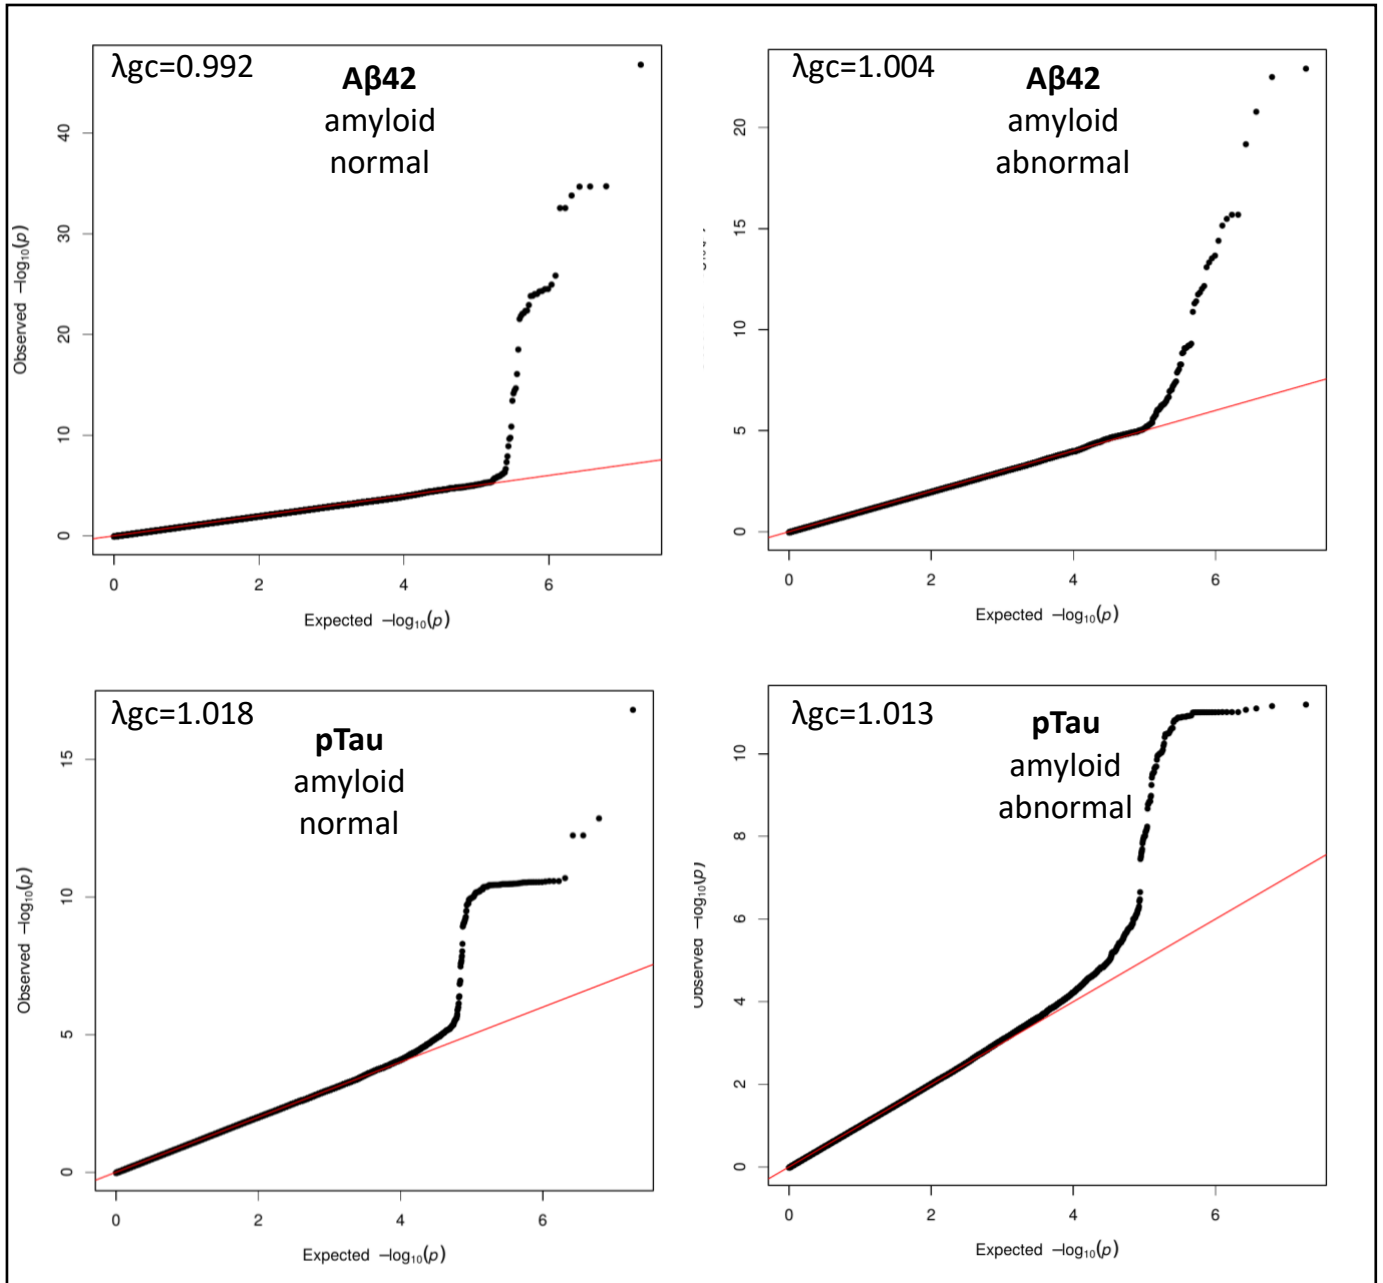 λgc=0.992
Aβ42
amyloid
normal
40
30
20
10
0
Observed −log₁₀(p)
0 2 4 6
Expected −log₁₀(p)
λgc=1.004
Aβ42
amyloid
abnormal
20
15
10
5
0
0 2 4 6
Expected −log₁₀(p)
λgc=1.018
pTau
amyloid
normal
15
10
5
0
Observed −log₁₀(p)
0 2 4 6
Expected −log₁₀(p)
λgc=1.013
pTau
amyloid
abnormal
10
8
6
4
2
0
Observed −log₁₀(p)
0 2 4 6
Expected −log₁₀(p)